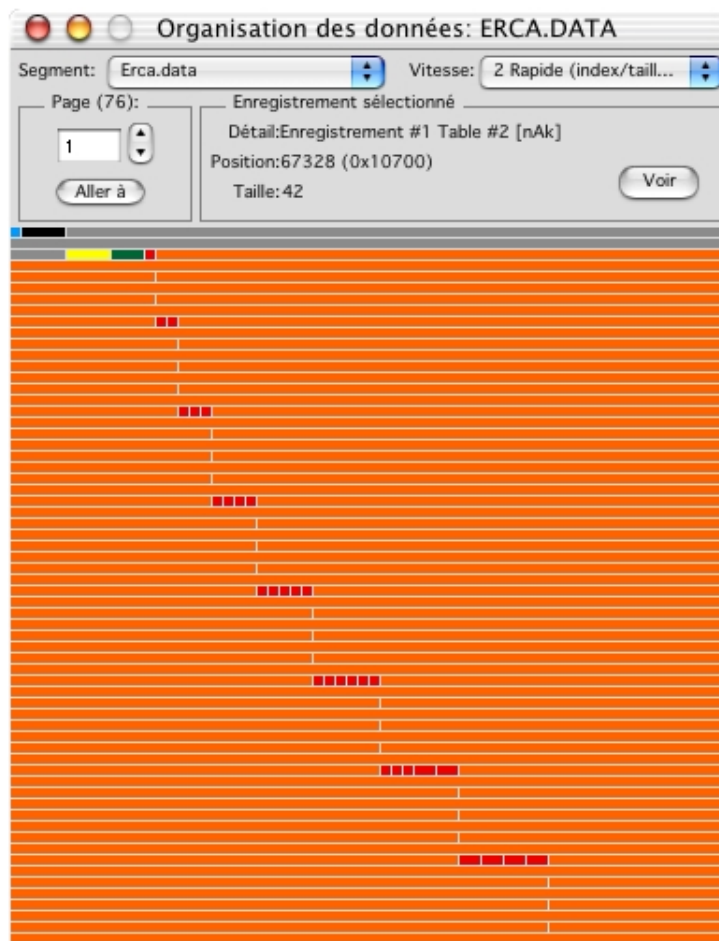 Organisation des données: ERCA.DATA
Segment: Erca.data Vitesse: 2 Rapide (index/taill...
Page (76): Enregistrement sélectionné
1 Détail:Enregistrement #1 Table #2 [nAk]
Position:67328 (0x10700)
Aller à Taille:42 Voir